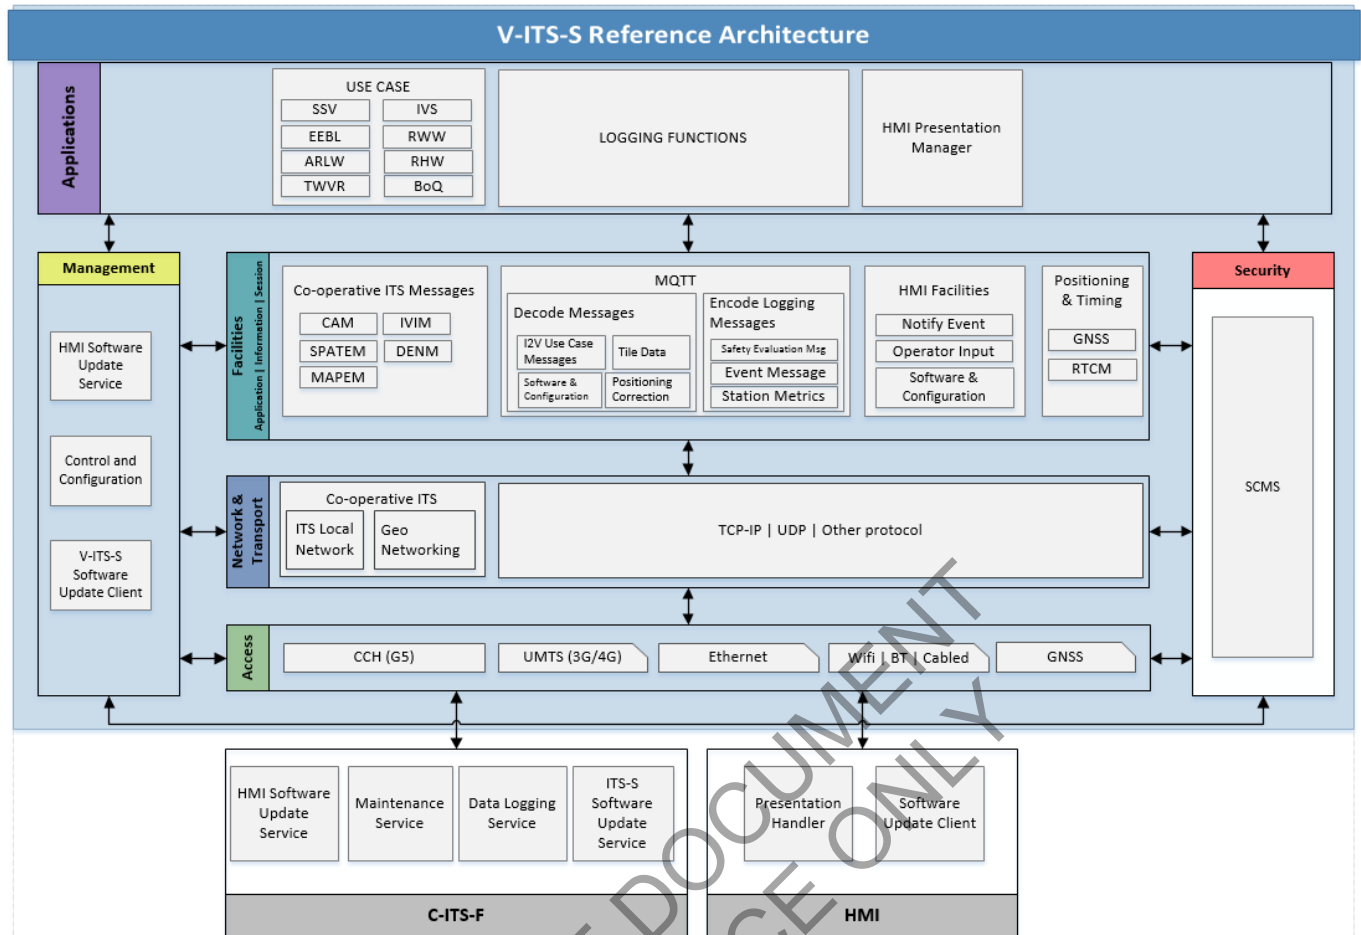 V-ITS-S Reference Architecture
Applications
USE CASE
SSV
IVS
EEBL
RWW
ARLW
RHW
TWVR
BoQ
LOGGING FUNCTIONS
HMI Presentation
Manager
Management
HMI Software
Update
Service
Control and
Configuration
V-ITS-S
Software
Update Client
Facilities
Application | Information | Session
Co-operative ITS Messages
CAM
IVIM
SPATEM
DENM
MAPEM
MQTT
Decode Messages
I2V Use Case
Messages
Tile Data
Software &
Configuration
Positioning
Correction
Encode Logging
Messages
Safety Evaluation Msg
Event Message
Station Metrics
HMI Facilities
Notify Event
Operator Input
Software &
Configuration
Positioning
& Timing
GNSS
RTCM
Security
SCMS
Network &
Transport
Co-operative ITS
ITS Local
Network
Geo
Networking
TCP-IP | UDP | Other protocol
Access
CCH (G5)
UMTS (3G/4G)
Ethernet
Wifi | BT | Cabled
GNSS
HMI Software
Update
Service
Maintenance
Service
Data Logging
Service
ITS-S
Software
Update
Service
C-ITS-F
Presentation
Handler
Software
Update Client
HMI
DOCUMENT
ONLY